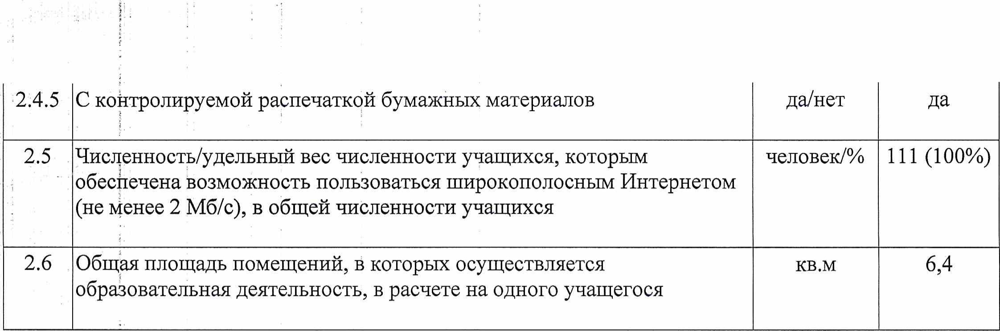 2.4.5 С контролируемой распечаткой бумажных материалов да/нет да
2.5 Численность/удельный вес численности учащихся, которым человек/% 111 (100%)
обеспечена возможность пользоваться широкополосным Интернетом
(не менее 2 Мб/с), в общей численности учащихся
2.6 Общая площадь помещений, в которых осуществляется кв.м 6,4
образовательная деятельность, в расчете на одного учащегося